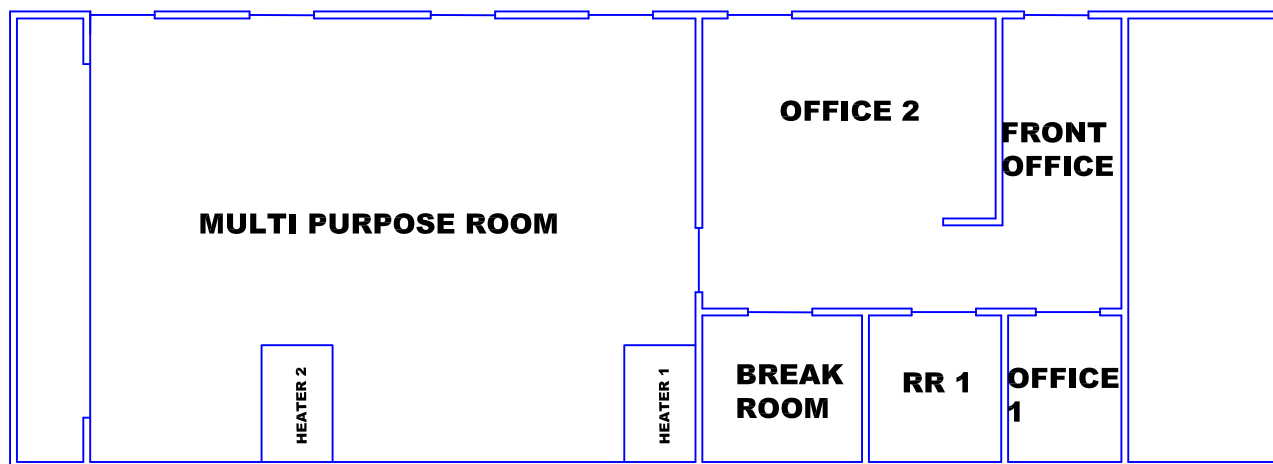 OFFICE 2
FRONT
OFFICE
MULTI PURPOSE ROOM
HEATER 2
HEATER 1
BREAK
ROOM
RR 1
OFFICE
1